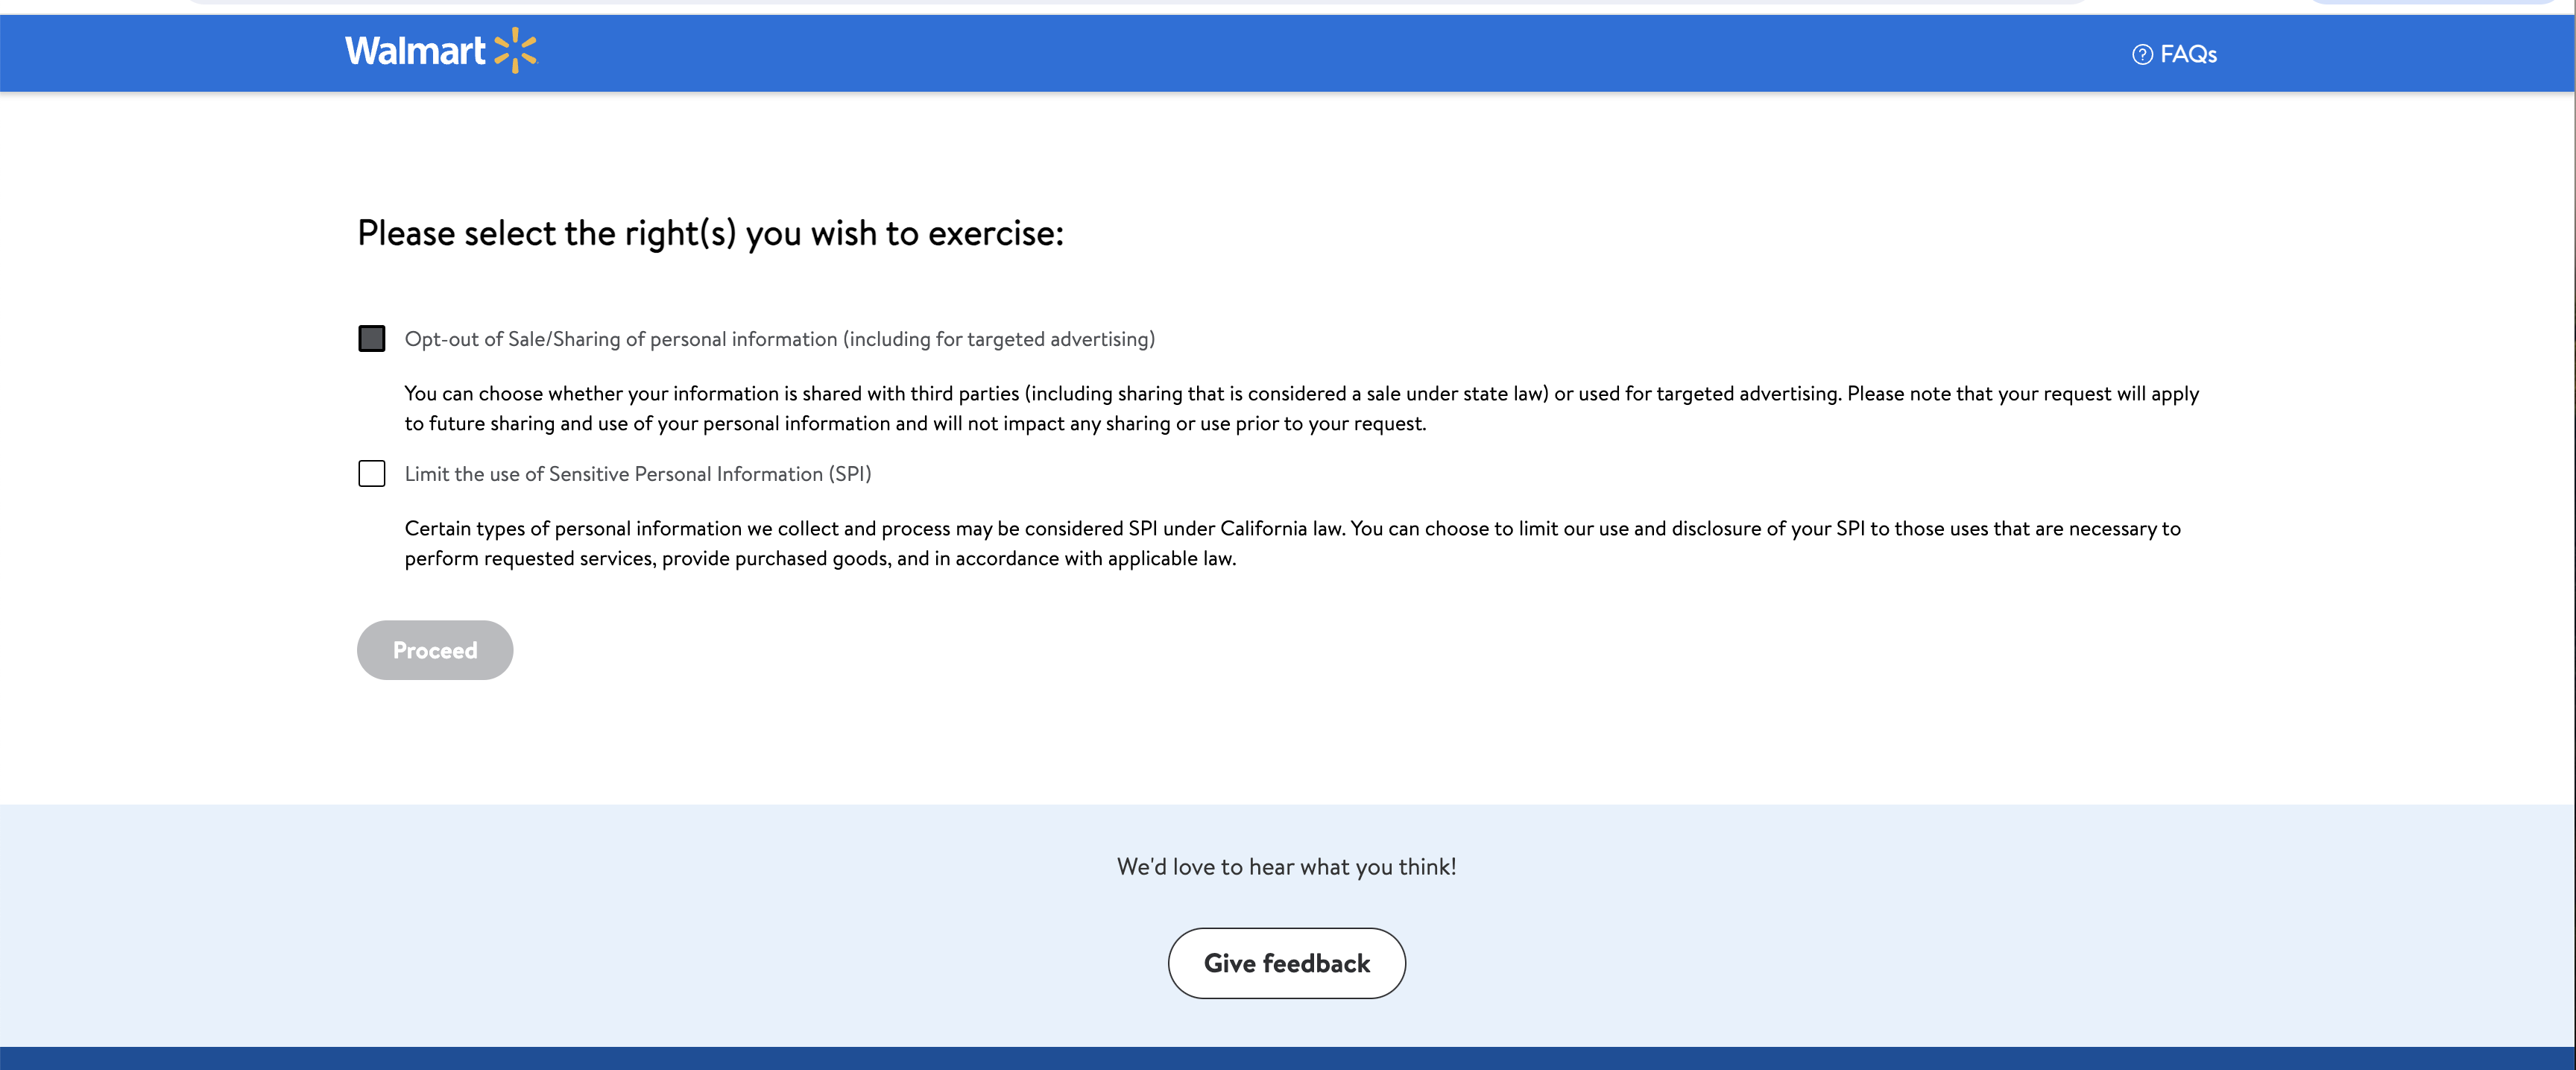 Walmart
FAQs
Please select the right(s) you wish to exercise:
Opt-out of Sale/Sharing of personal information (including for targeted advertising)
You can choose whether your information is shared with third parties (including sharing that is considered a sale under state law) or used for targeted advertising. Please note that your request will apply
to future sharing and use of your personal information and will not impact any sharing or use prior to your request.
Limit the use of Sensitive Personal Information (SPI)
Certain types of personal information we collect and process may be considered SPI under California law. You can choose to limit our use and disclosure of your SPI to those uses that are necessary to
perform requested services, provide purchased goods, and in accordance with applicable law.
Proceed
We'd love to hear what you think!
Give feedback